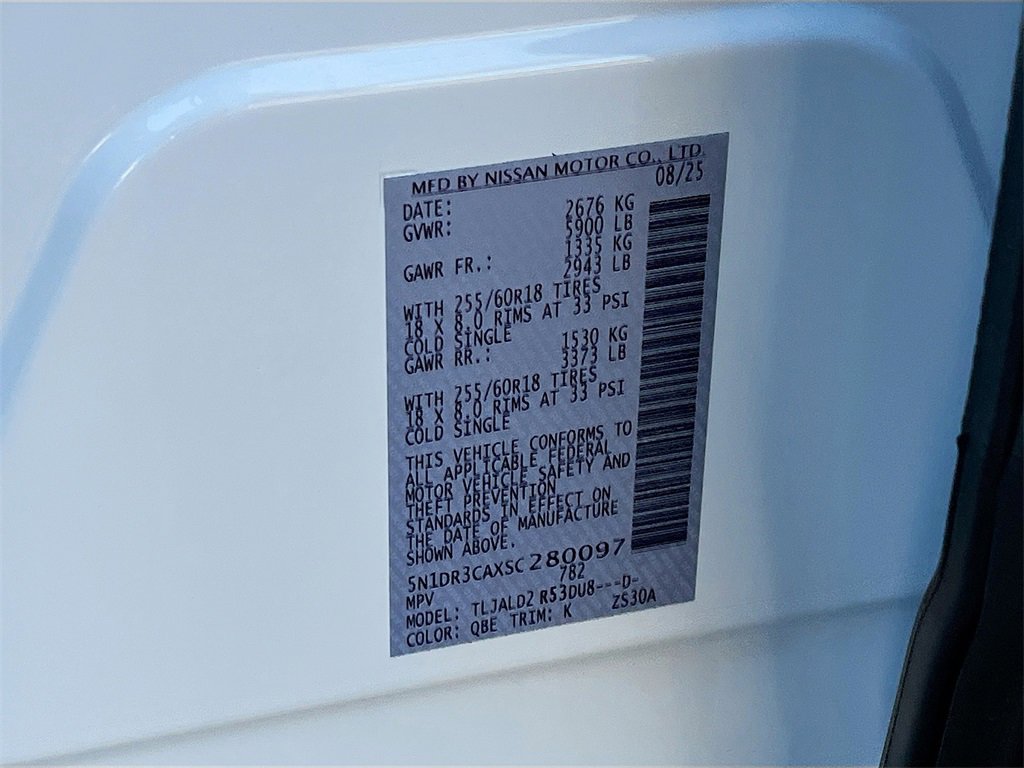 MFD BY NISSAN MOTOR CO., LTD.
DATE: 08/25
GVWR: 2676 KG
5900 LB
GAWR FR.: 1335 KG
2943 LB
WITH 255/60R18 TIRES
18 X 8.0 RIMS AT 33 PSI
COLD SINGLE
GAWR RR.: 1530 KG
3373 LB
WITH 255/60R18 TIRES
18 X 8.0 RIMS AT 33 PSI
COLD SINGLE
THIS VEHICLE CONFORMS TO
ALL APPLICABLE FEDERAL
MOTOR VEHICLE SAFETY AND
THEFT PREVENTION
STANDARDS IN EFFECT ON
THE DATE OF MANUFACTURE
SHOWN ABOVE.
5N1DR3CAXSC280097
MPV 782
MODEL: TLJALD2 R53DU8---D-
COLOR: QBE TRIM: K ZS30A